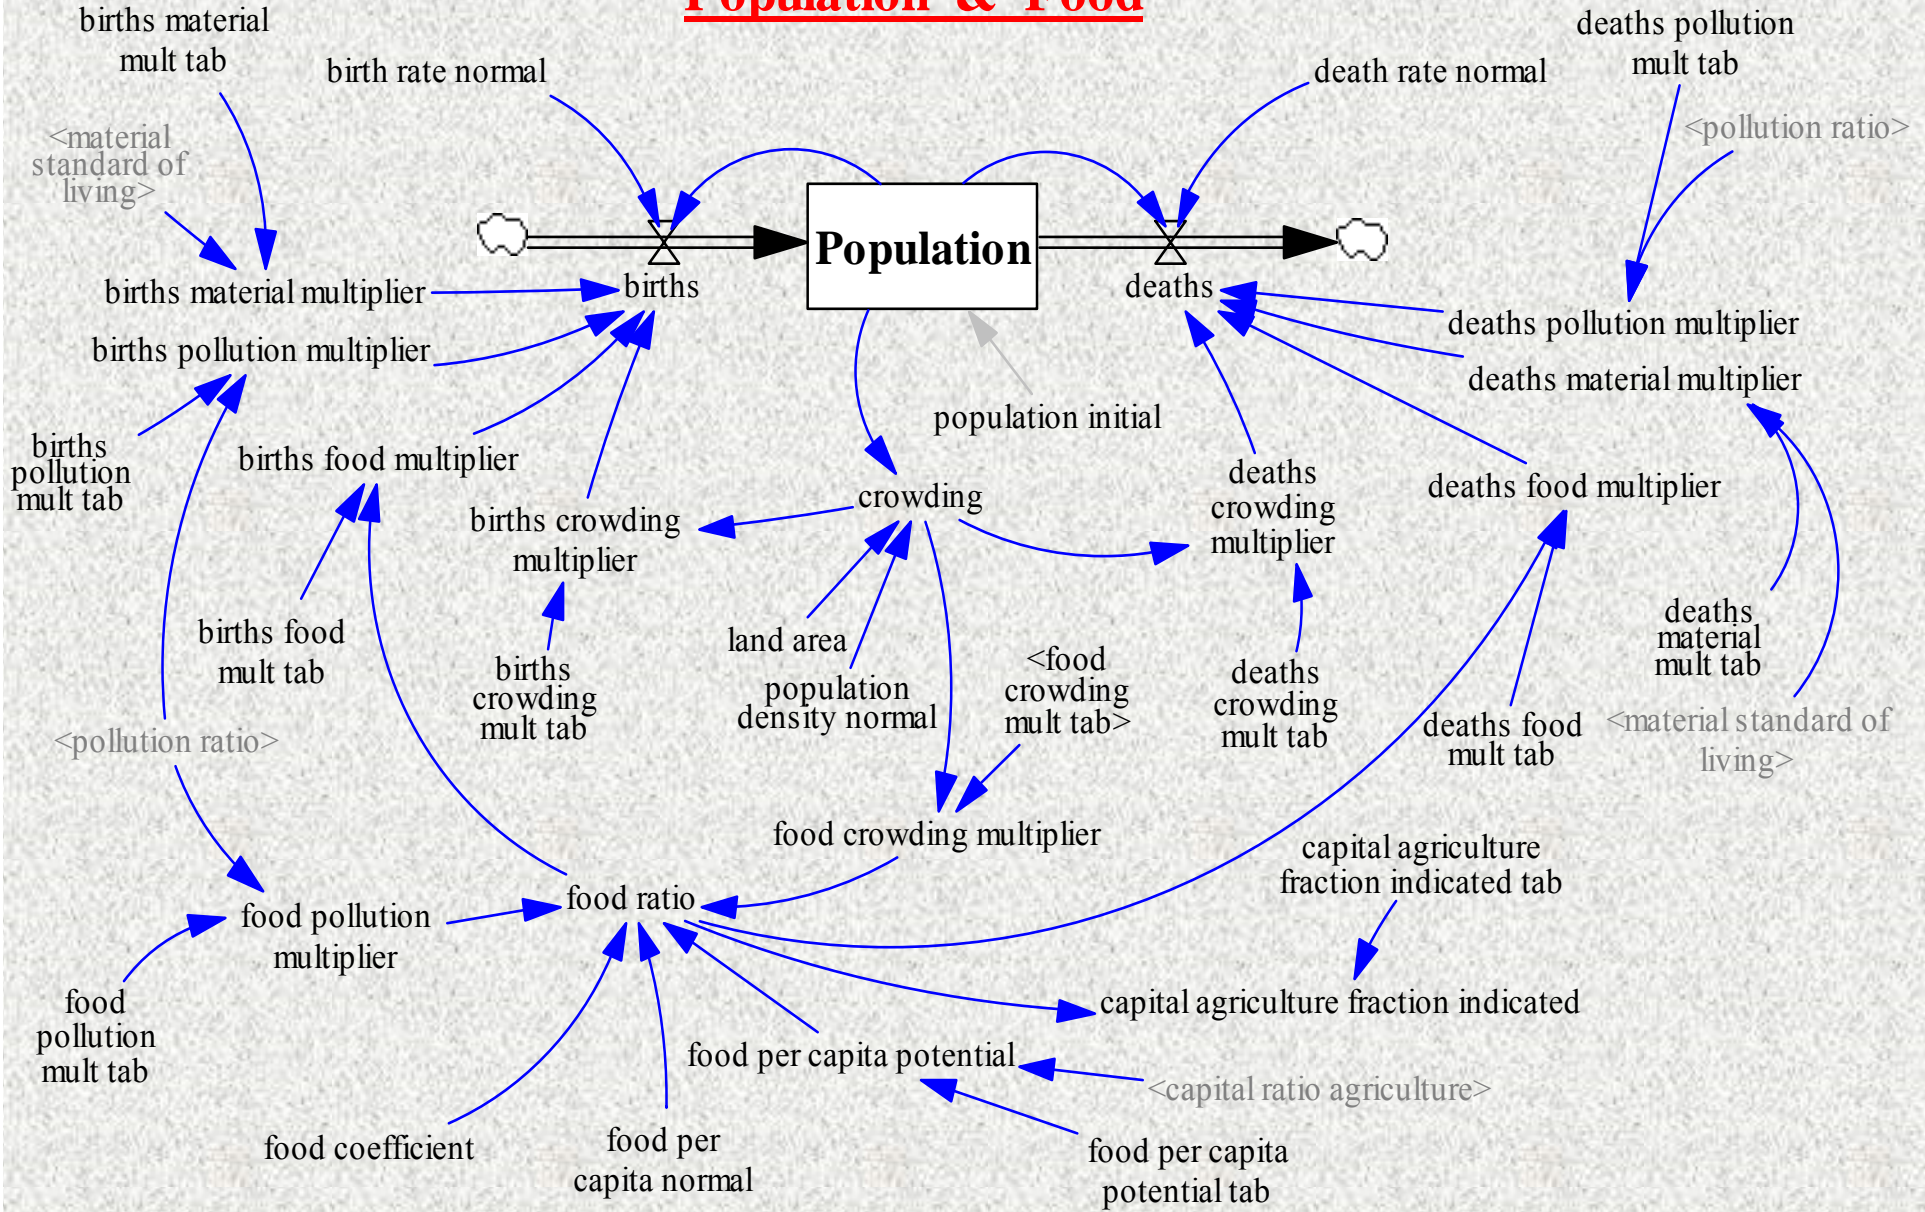 Population & Food
births material
mult tab
birth rate normal
death rate normal
deaths pollution
mult tab
<material
standard of
living>
<pollution ratio>
Population
births material multiplier
births
deaths
deaths pollution multiplier
births pollution multiplier
deaths material multiplier
population initial
births
pollution
mult tab
births food multiplier
deaths food multiplier
crowding
deaths
crowding
multiplier
births crowding
multiplier
births food
mult tab
land area
births
crowding
mult tab
population
density normal
<food
crowding
mult tab>
deaths
crowding
mult tab
deaths
material
mult tab
deaths food
mult tab
<material standard of
living>
<pollution ratio>
food crowding multiplier
capital agriculture
fraction indicated tab
food ratio
food pollution
multiplier
food
pollution
mult tab
capital agriculture fraction indicated
food per capita potential
<capital ratio agriculture>
food coefficient
food per
capita normal
food per capita
potential tab